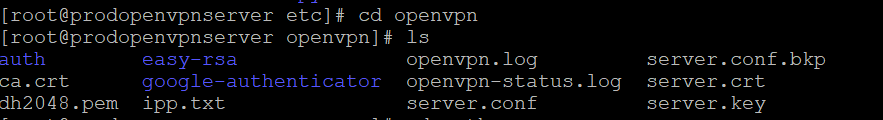 [root@prodopenvpnserver etc]# cd openvpn
[root@prodopenvpnserver openvpn]# ls
auth easy-rsa openvpn.log server.conf.bkp
ca.crt google-authenticator openvpn-status.log server.crt
dh2048.pem ipp.txt server.conf server.key